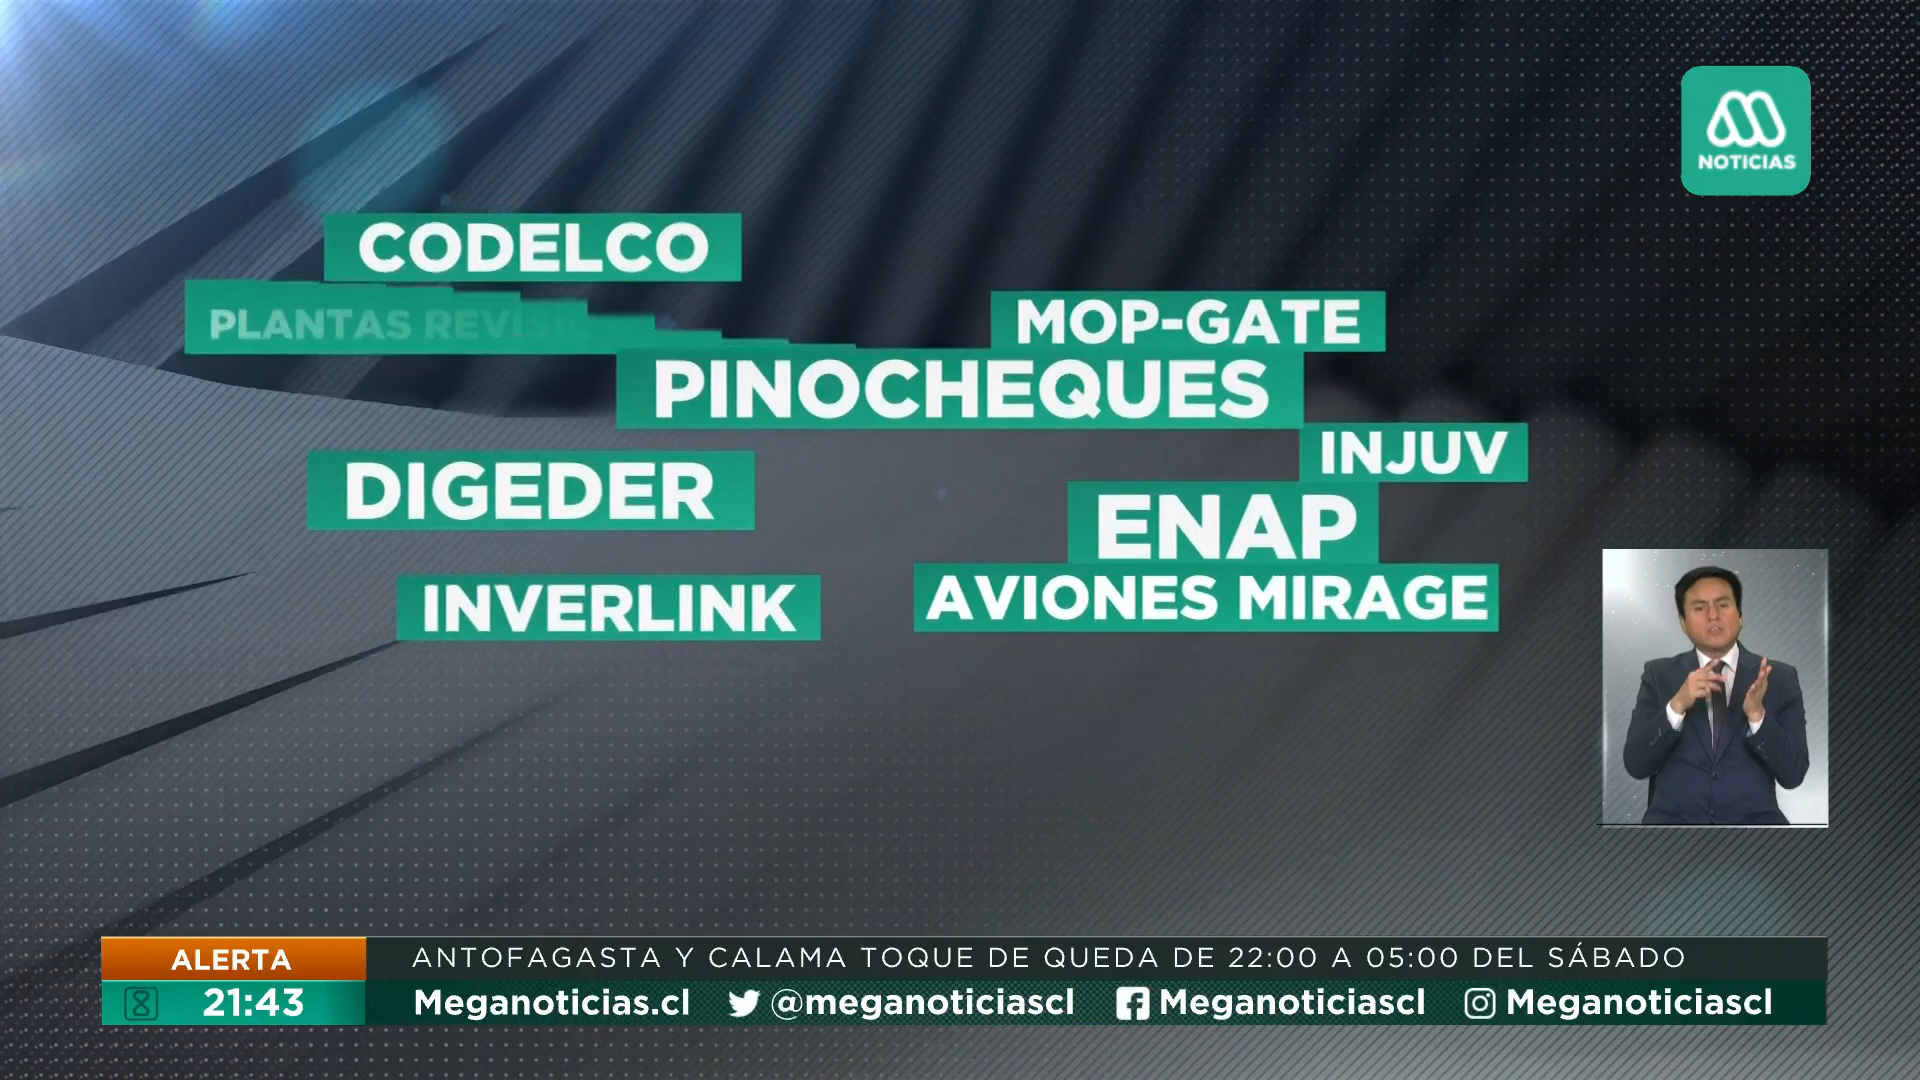 NOTICIAS
CODELCO
PLANTAS
MOP-GATE
PINOCHEQUES
INJUV
DIGEDER
ENAP
AVIONES MIRAGE
INVERLINK
ALERTA
ANTOFAGASTA Y CALAMA TOQUE DE QUEDA DE 22:00 A 05:00 DEL SÁBADO
21:43
Meganoticias.cl @meganoticiascl Meganoticiascl Meganoticiascl